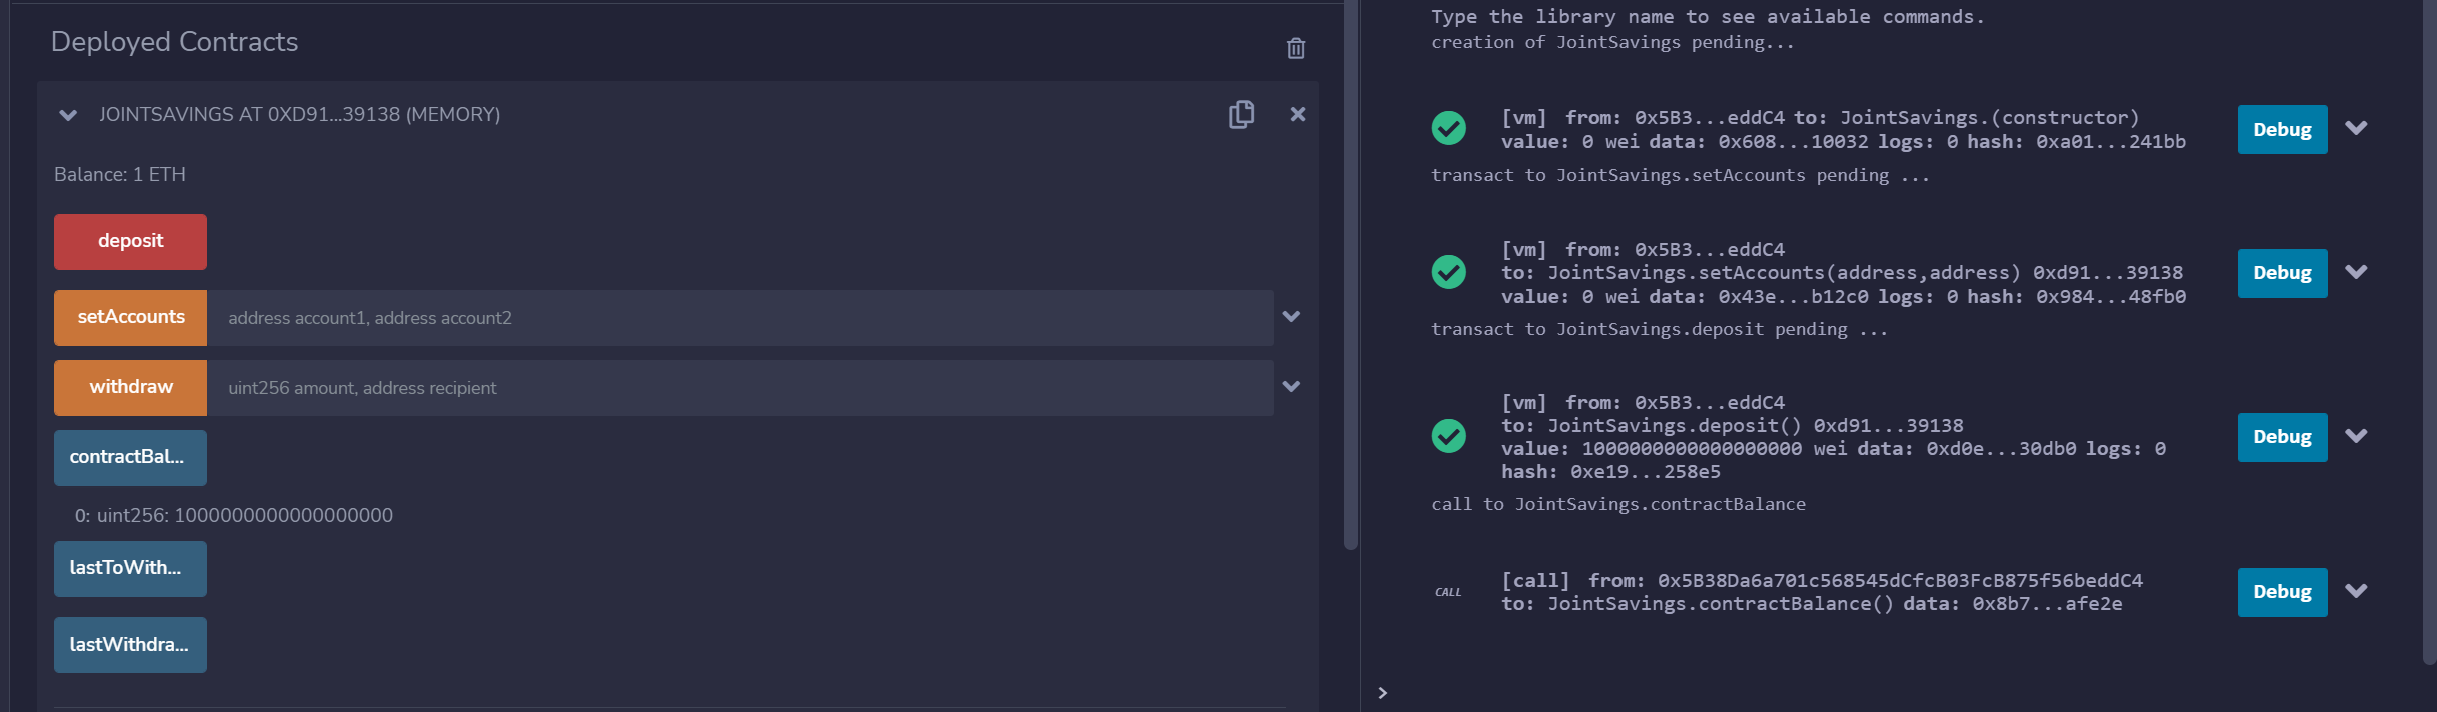 Deployed Contracts
JOINTSAVINGS AT 0XD91...39138 (MEMORY)
Balance: 1 ETH
deposit
setAccounts address account1, address account2
withdraw uint256 amount, address recipient
contractBal...
0: uint256: 1000000000000000000
lastToWith...
lastWithdra...
Type the library name to see available commands.
creation of JointSavings pending...
[vm] from: 0x5B3...eddC4 to: JointSavings.(constructor)
value: 0 wei data: 0x608...10032 logs: 0 hash: 0xa01...241bb
Debug
transact to JointSavings.setAccounts pending ...
[vm] from: 0x5B3...eddC4
to: JointSavings.setAccounts(address,address) 0xd91...39138
value: 0 wei data: 0x43e...b12c0 logs: 0 hash: 0x984...48fb0
Debug
transact to JointSavings.deposit pending ...
[vm] from: 0x5B3...eddC4
to: JointSavings.deposit() 0xd91...39138
value: 1000000000000000000 wei data: 0xd0e...30db0 logs: 0
hash: 0xe19...258e5
Debug
call to JointSavings.contractBalance
CALL
[call] from: 0x5B38Da6a701c568545dCfcB03FcB875f56beddC4
to: JointSavings.contractBalance() data: 0x8b7...afe2e
Debug
>